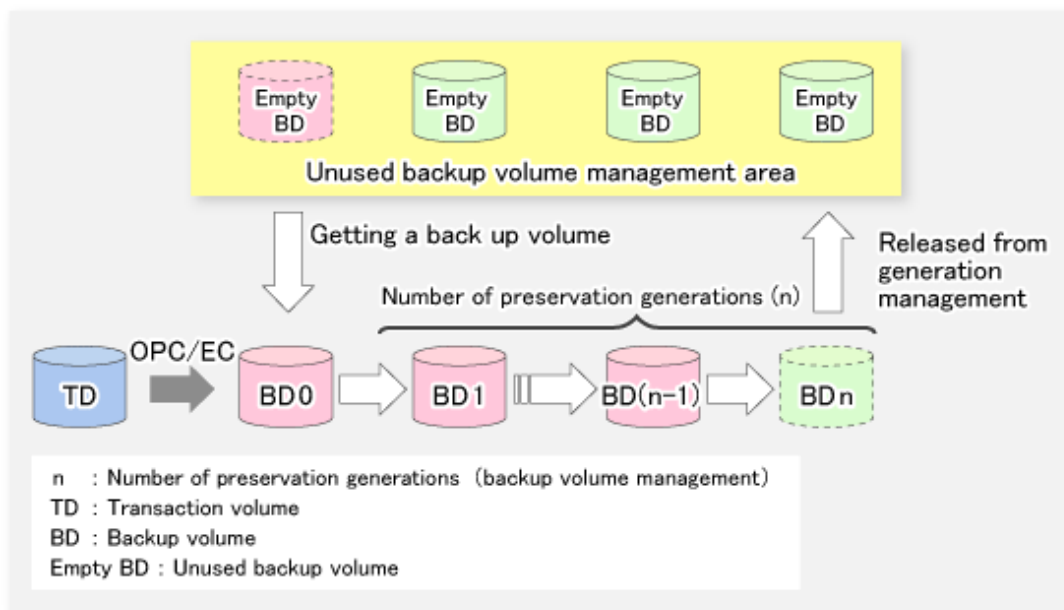 Empty
BD
Empty
BD
Empty
BD
Empty
BD
Unused backup volume management area
Getting a back up volume
Released from
generation
management
Number of preservation generations (n)
OPC/EC
TD
BD0
BD1
BD(n-1)
BDn
n : Number of preservation generations (backup volume management)
TD : Transaction volume
BD : Backup volume
Empty BD : Unused backup volume